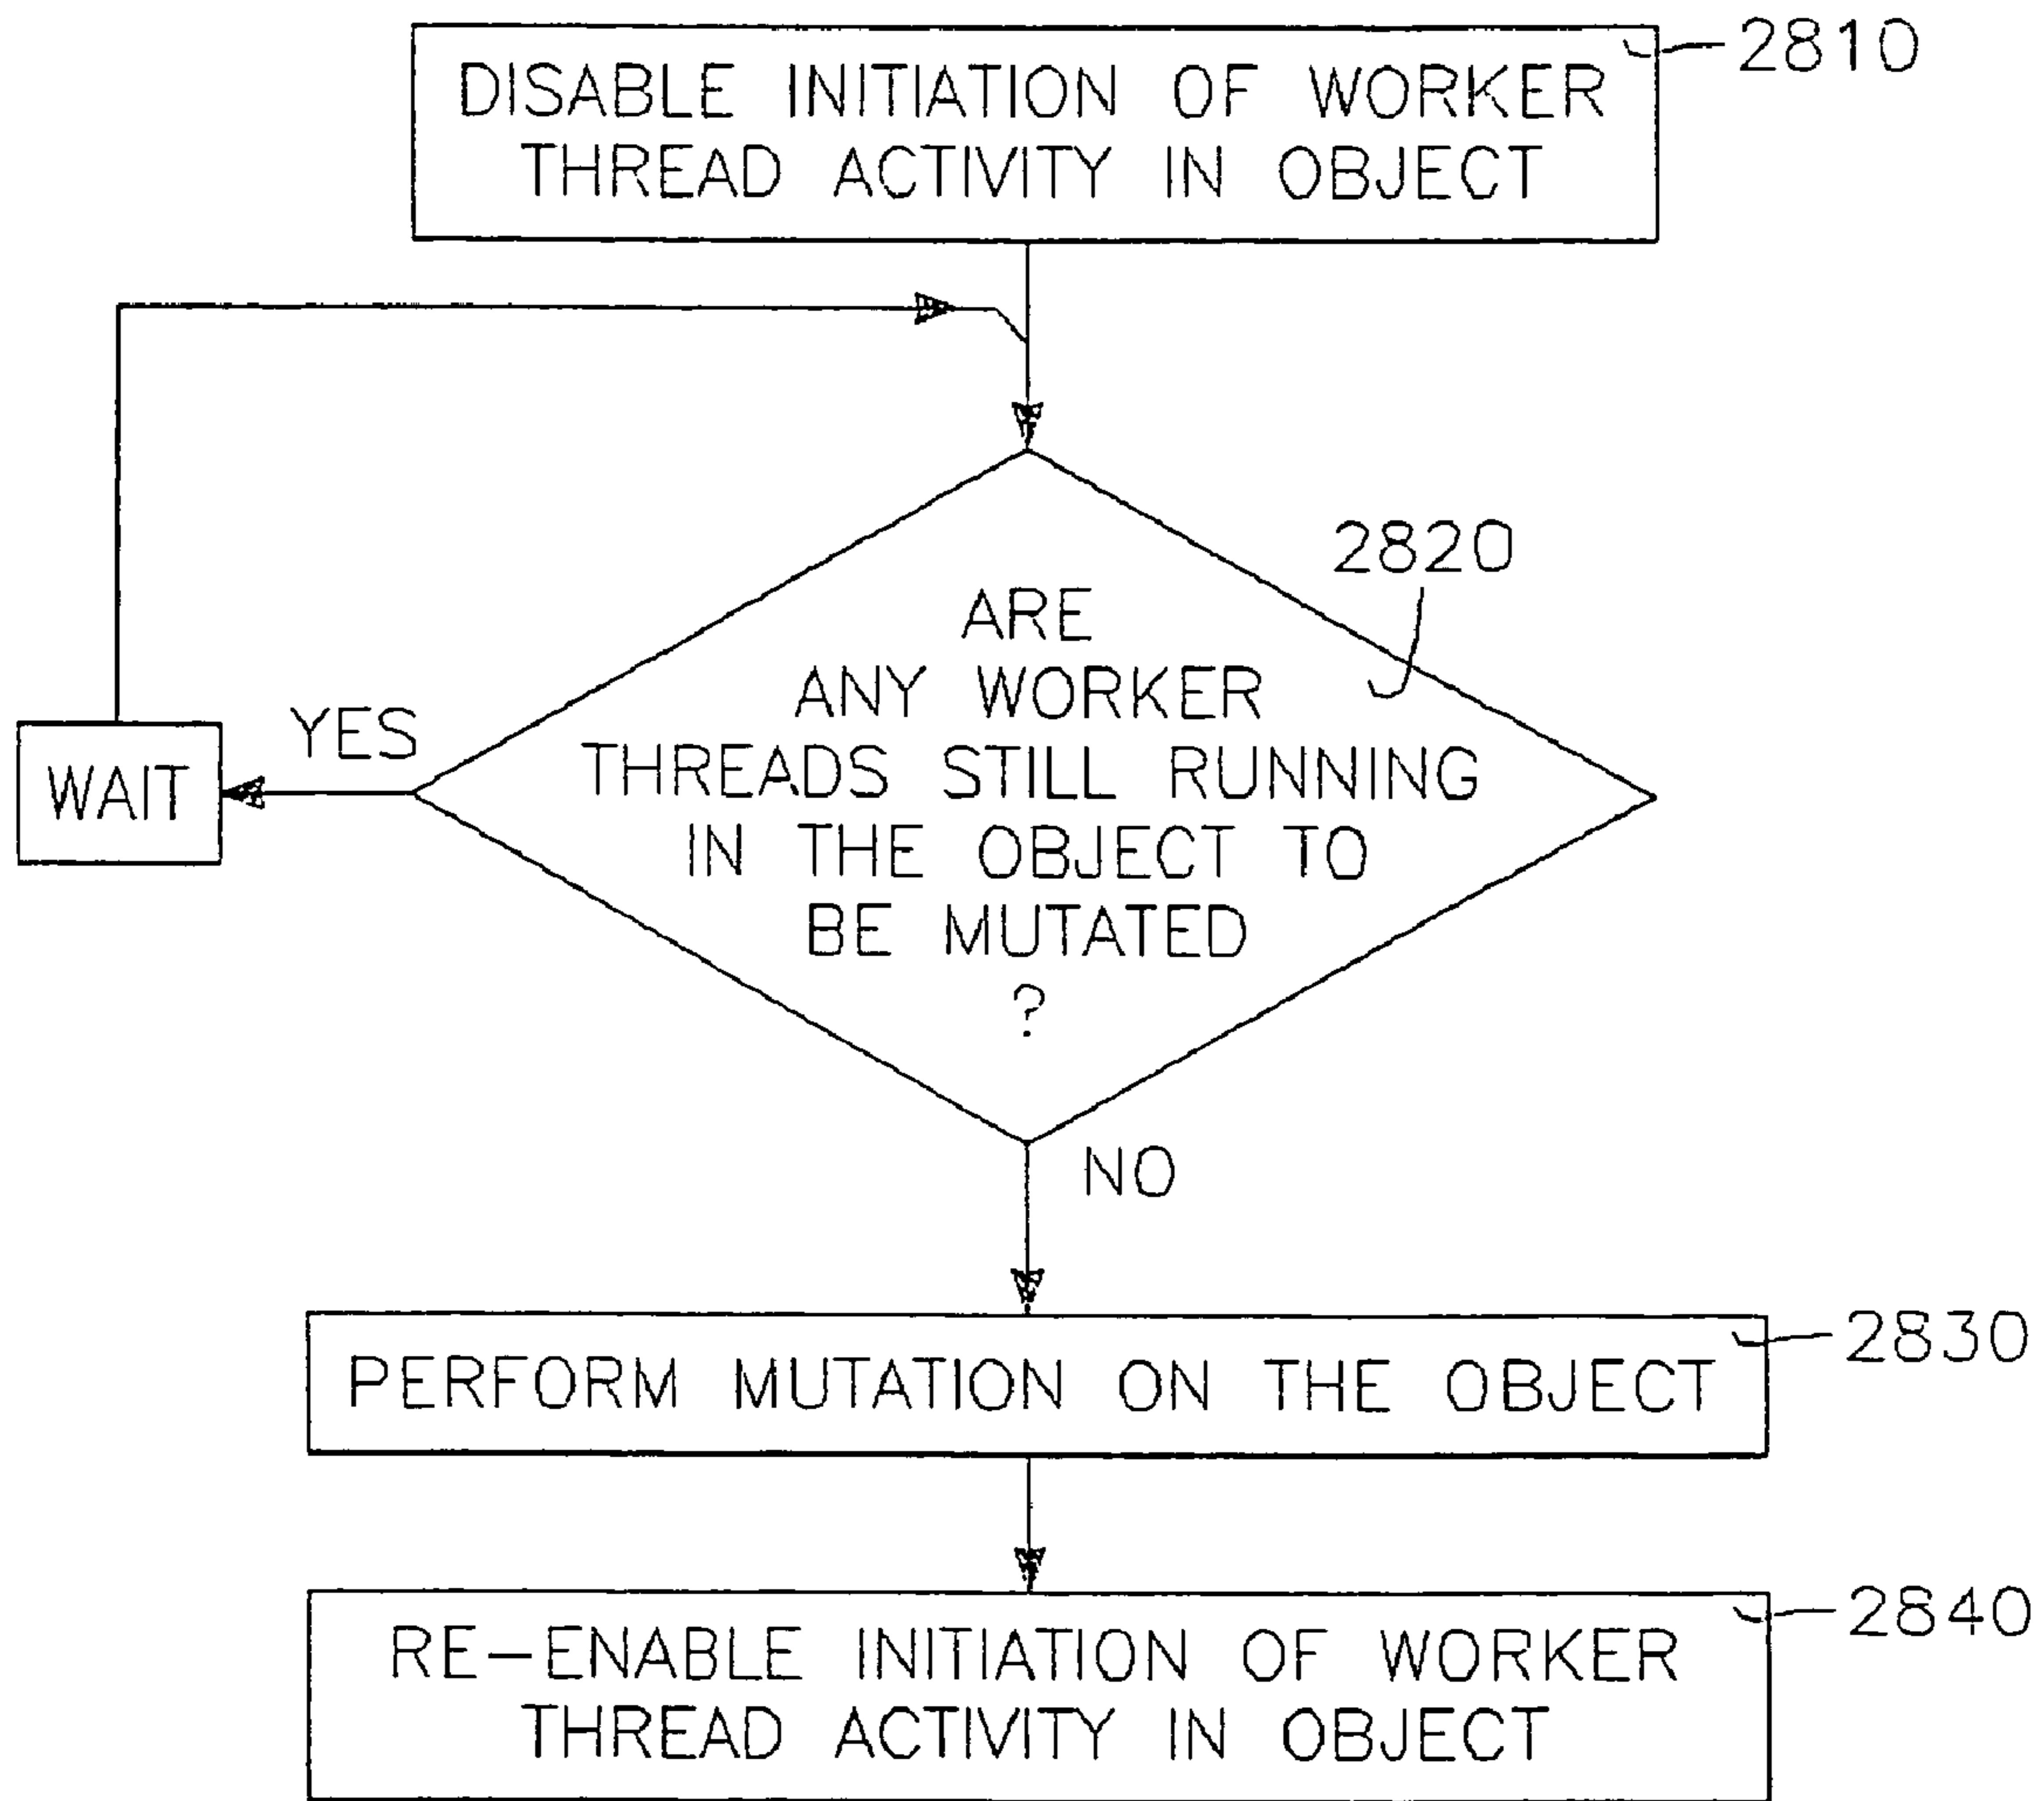 2810
DISABLE INITIATION OF WORKER
THREAD ACTIVITY IN OBJECT
2820
ARE
ANY WORKER
THREADS STILL RUNNING
IN THE OBJECT TO
BE MUTATED
?
YES
WAIT
NO
2830
PERFORM MUTATION ON THE OBJECT
2840
RE-ENABLE INITIATION OF WORKER
THREAD ACTIVITY IN OBJECT